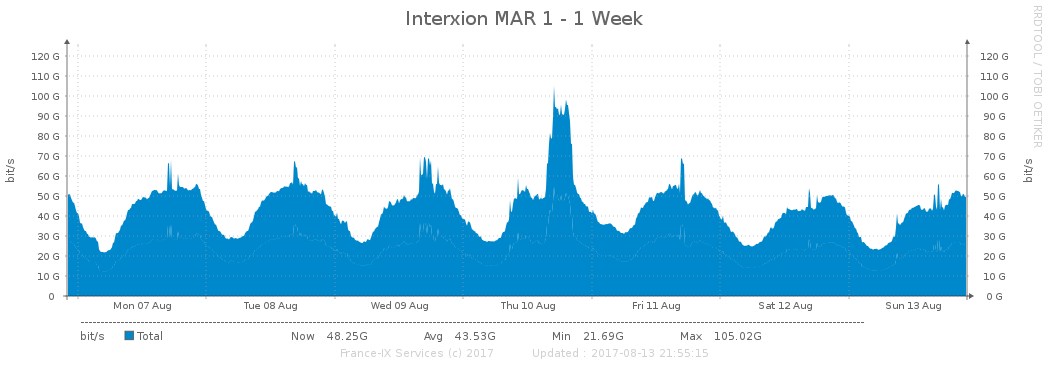 Interxion MAR 1 - 1 Week
RRDTOOL / TOBI OETIKER
bit/s
bit/s
120 G 120 G
110 G 110 G
100 G 100 G
90 G 90 G
80 G 80 G
70 G 70 G
60 G 60 G
50 G 50 G
40 G 40 G
30 G 30 G
20 G 20 G
10 G 10 G
0 0 G
Mon 07 Aug Tue 08 Aug Wed 09 Aug Thu 10 Aug Fri 11 Aug Sat 12 Aug Sun 13 Aug
bit/s Total Now 48.25G Avg 43.53G Min 21.69G Max 105.02G
France-IX Services (c) 2017 Updated : 2017-08-13 21:55:15